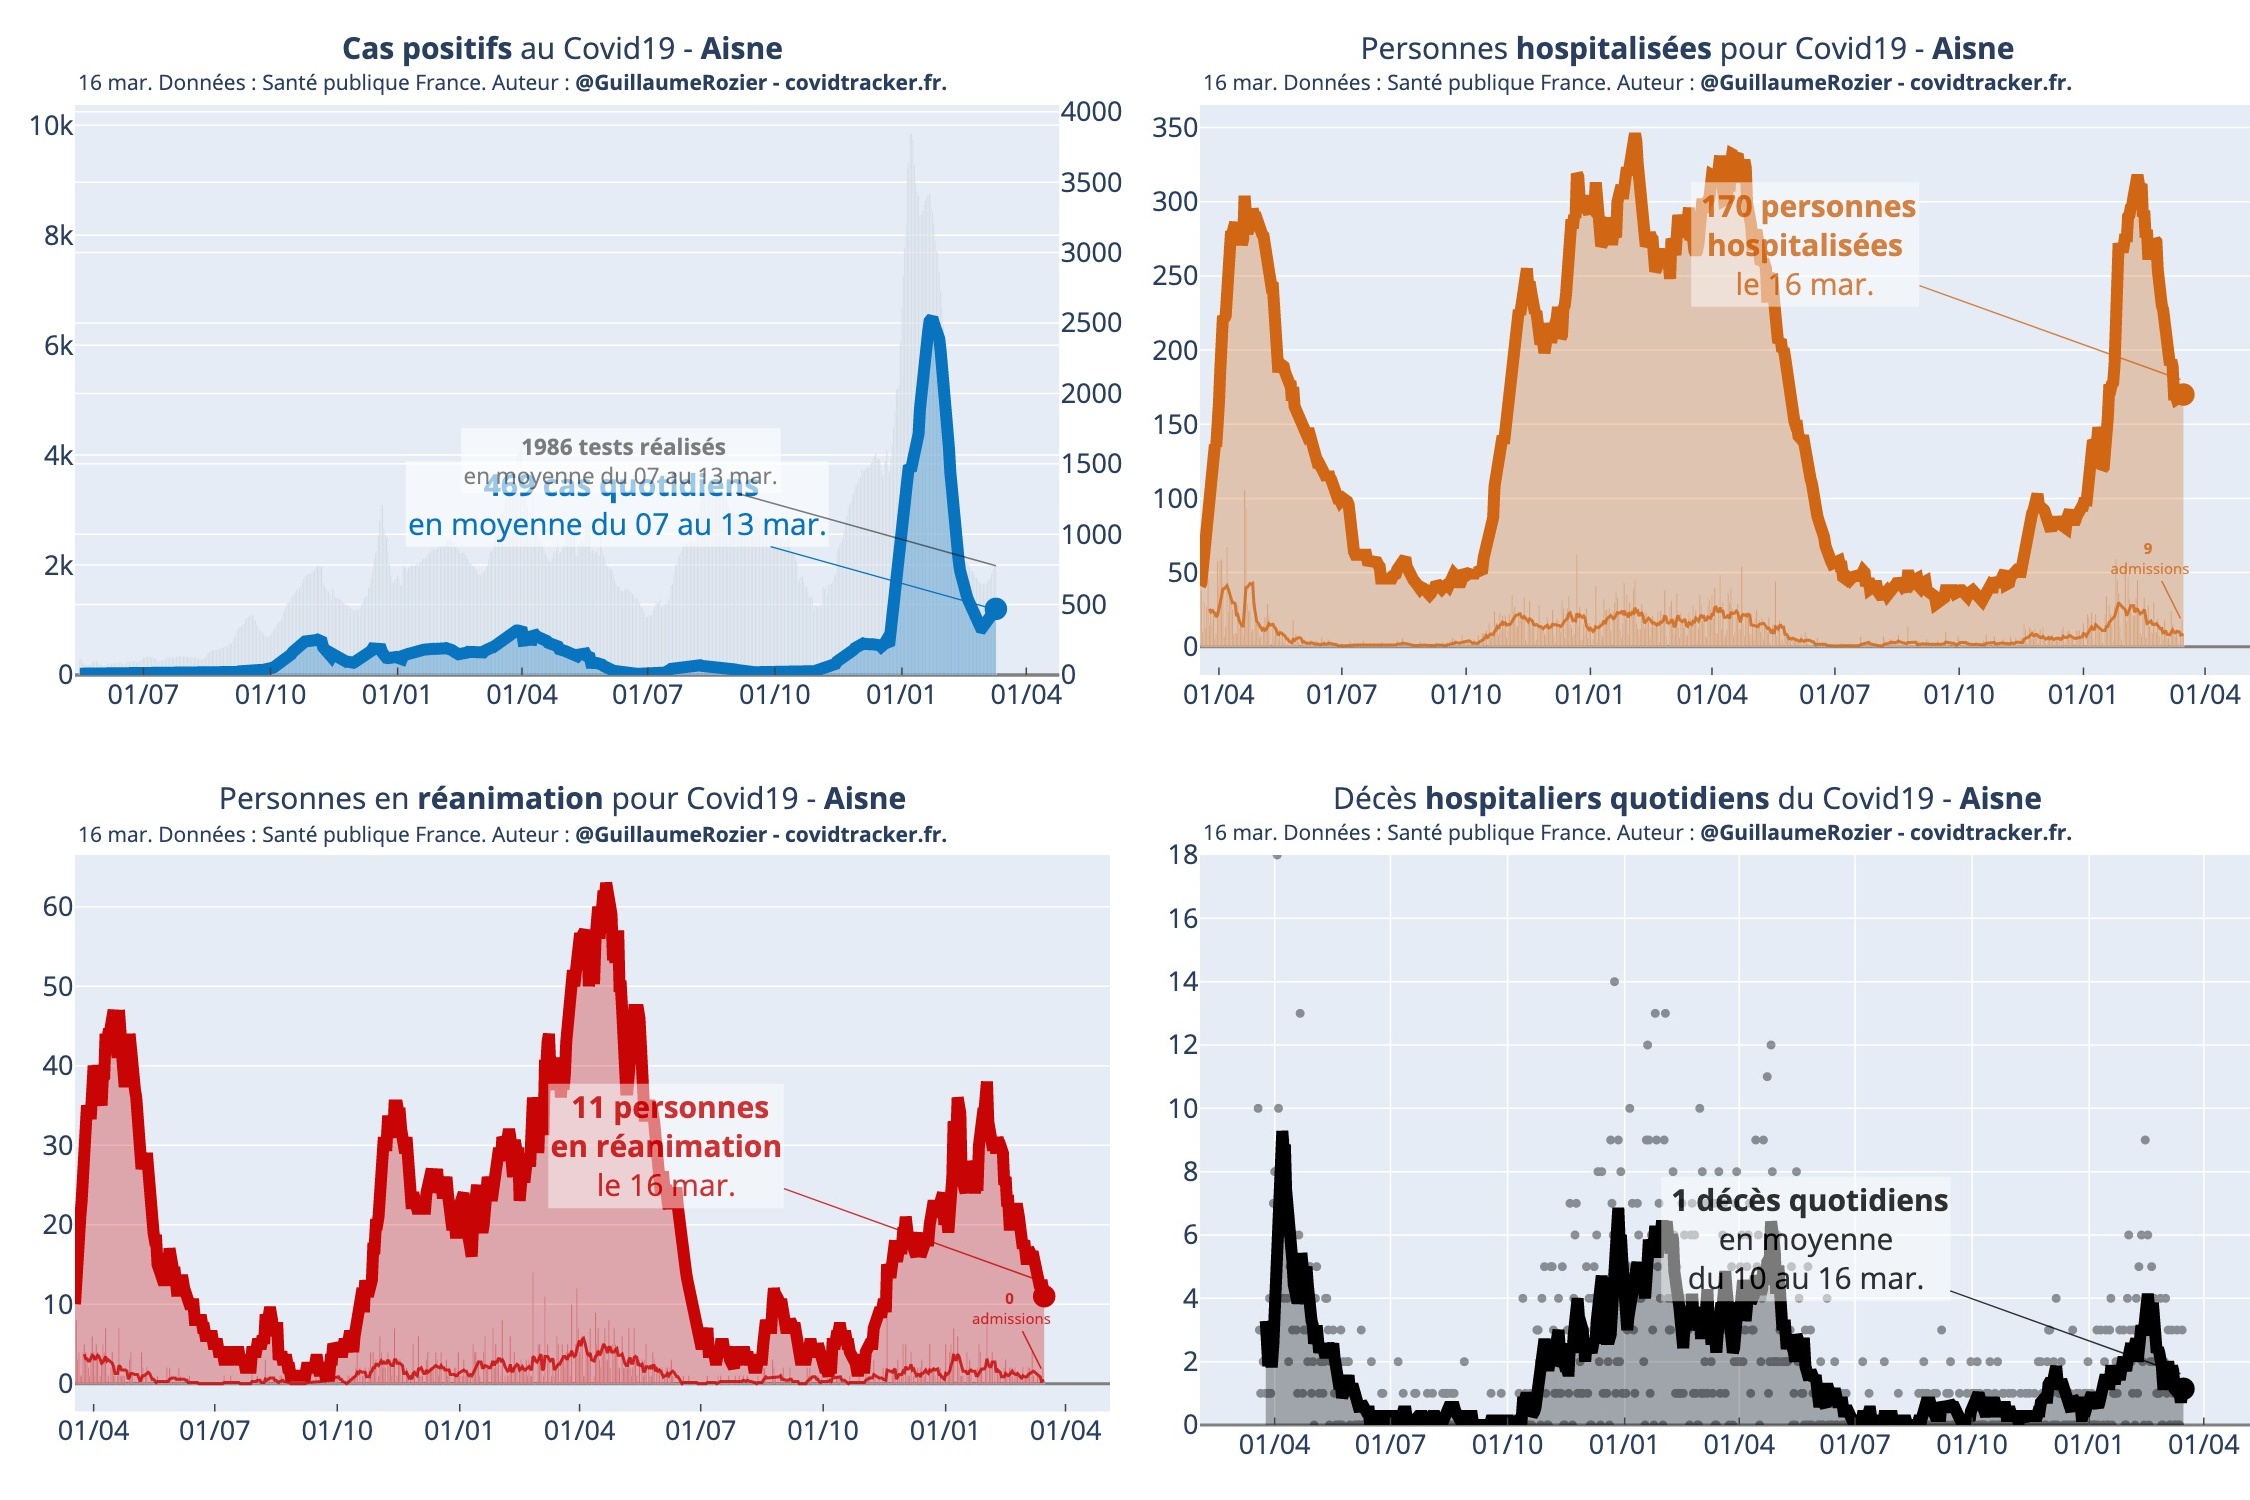 Cas positifs au Covid19 - Aisne
16 mar. Données : Santé publique France. Auteur : @GuillaumeRozier - covidtracker.fr.
10k
8k
6k
4k
2k
0
4000
3500
3000
2500
2000
1500
1000
500
0
1986 tests réalisés
en moyenne du 07 au 13 mar.
469 cas quotidiens
en moyenne du 07 au 13 mar.
01/07 01/10 01/01 01/04 01/07 01/10 01/01 01/04
Personnes hospitalisées pour Covid19 - Aisne
16 mar. Données : Santé publique France. Auteur : @GuillaumeRozier - covidtracker.fr.
350
300
250
200
150
100
50
0
170 personnes
hospitalisées
le 16 mar.
9
admissions
01/04 01/07 01/10 01/01 01/04 01/07 01/10 01/01 01/04
Personnes en réanimation pour Covid19 - Aisne
16 mar. Données : Santé publique France. Auteur : @GuillaumeRozier - covidtracker.fr.
60
50
40
30
20
10
0
11 personnes
en réanimation
le 16 mar.
0
admissions
01/04 01/07 01/10 01/01 01/04 01/07 01/10 01/01 01/04
Décès hospitaliers quotidiens du Covid19 - Aisne
16 mar. Données : Santé publique France. Auteur : @GuillaumeRozier - covidtracker.fr.
18
16
14
12
10
8
6
4
2
0
1 décès quotidiens
en moyenne
du 10 au 16 mar.
01/04 01/07 01/10 01/01 01/04 01/07 01/10 01/01 01/04